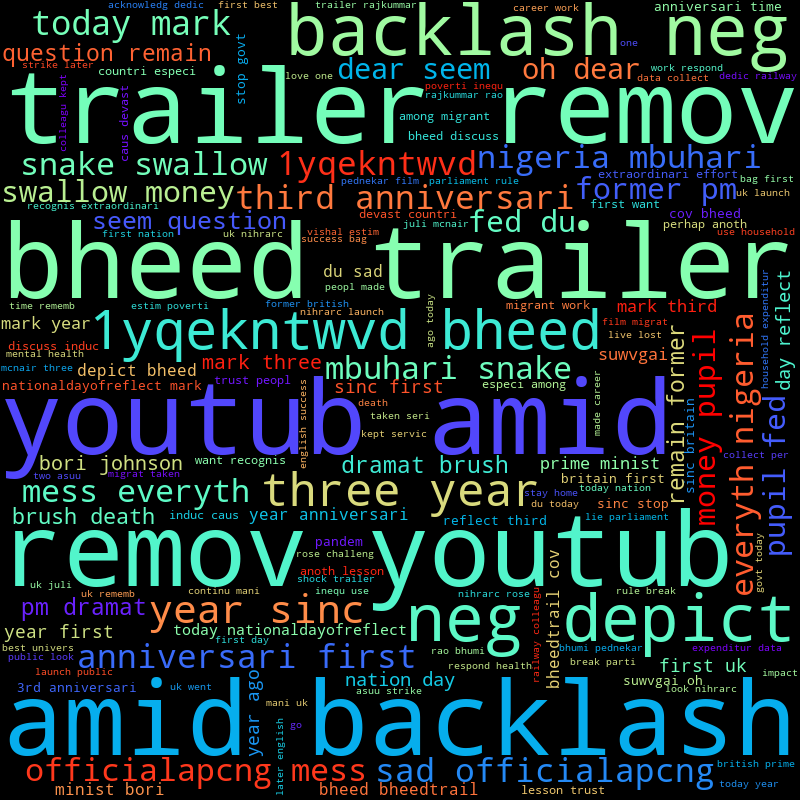 acknowledg dedic
first best
trailer rajkummar
career work
anniversari time
today mark
backlash neg
question remain
strike later
countri especi
stop govt
love one
dear seem
oh dear
one
work respond
data collect
dedic railway
trailer remov
colleagu kept
caus devast
poverti inequ
rajkummar rao
among migrant
bheed discuss
snake swallow
1yqekntwvd
nigeria mbuhari
extraordinari effort
swallow money
third anniversari
pednekar film
parliament rule
former pm
bag first
uk launch
recognis extraordinari
first want
seem question
devast countri
juli mcnair
fed du
cov bheed
perhap anoth
first nation
uk nihrarc
vishal estim
success bag
use household
bheed trailer
du sad
peopl made
time rememb
estim poverti
former british
nihrarc launch
migrant work
mark third
mark year
1yqekntwvd bheed
ago today
film migrat
live lost
discuss induc
mental health
mcnair three
depict bheed
mark three
mbuhari snake
suwvgai
remain former
money pupil
everyth nigeria
household expenditur
day reflect
nationaldayofreflect mark
trust peopl
sinc first
especi among
death
taken seri
kept servic
english success
made career
youtub amid
sinc britain
pupil fed
collect per
bori johnson
want recognis
dramat brush
prime minist
two asuu
migrat taken
britain first
mess everyth
three year
stay home
today nation
du today
sinc stop
brush death
induc caus
year anniversari
reflect third
lie parliament
govt today
pandem
rose challeng
remov youtub
anoth lesson
shock trailer
uk juli
uk rememb
continu mani
inequ use
nihrarc rose
rule break
pm dramat
year sinc
neg depict
year first
today nationaldayofreflect
first day
railway colleagu
bheedtrail cov
rao bhumi
bhumi pednekar
expenditur data
best univers
public look
anniversari first
respond health
break parti
first uk
impact
launch public
year ago
nation day
suwvgai oh
look nihrarc
3rd anniversari
uk went
asuu strike
mani uk
later english
go
amid backlash
officialapcng mess
sad officialapcng
british prime
minist bori
bheed bheedtrail
lesson trust
today year